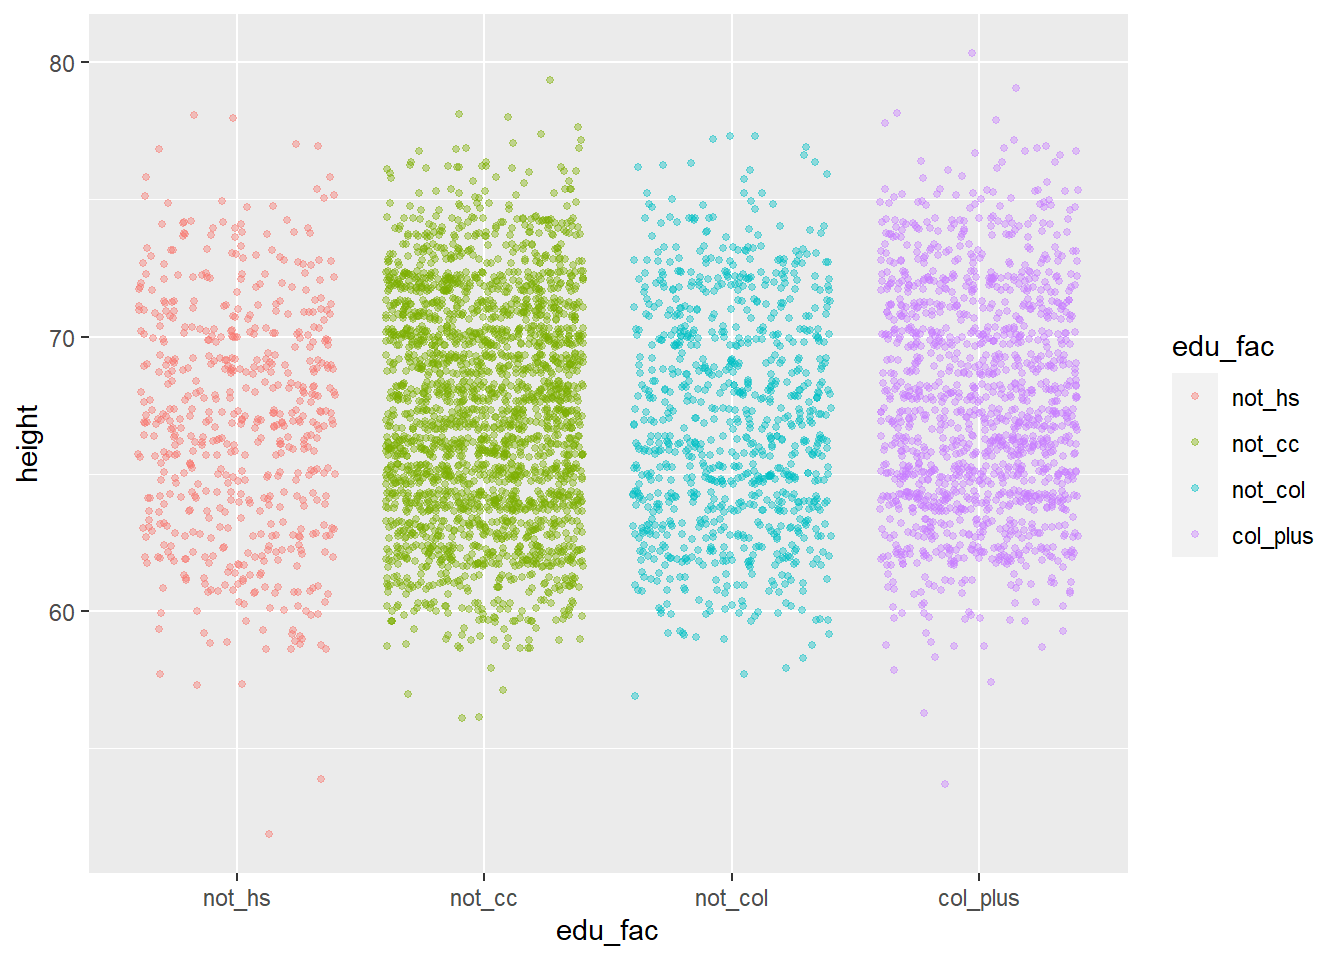 80
70
60
height
not_hs
not_cc
not_col
col_plus
edu_fac
edu_fac
not_hs
not_cc
not_col
col_plus